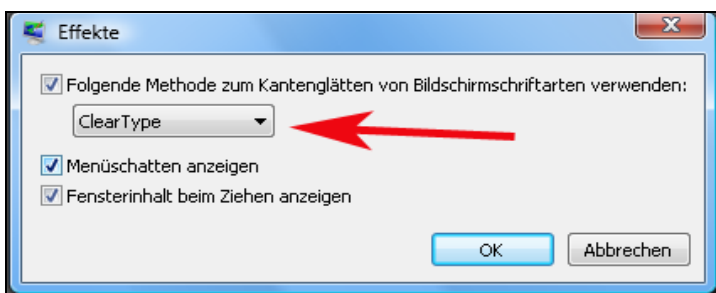 Effekte
Folgende Methode zum Kantenglätten von Bildschirmschriftarten verwenden:
ClearType
Menüschatten anzeigen
Fensterinhalt beim Ziehen anzeigen
OK Abbrechen